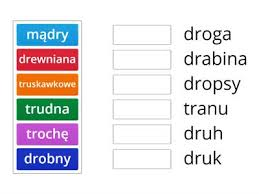 mądry droga
drewniana drabina
truskawkowe dropsy
trudna tranu
trochę druh
drobny druk